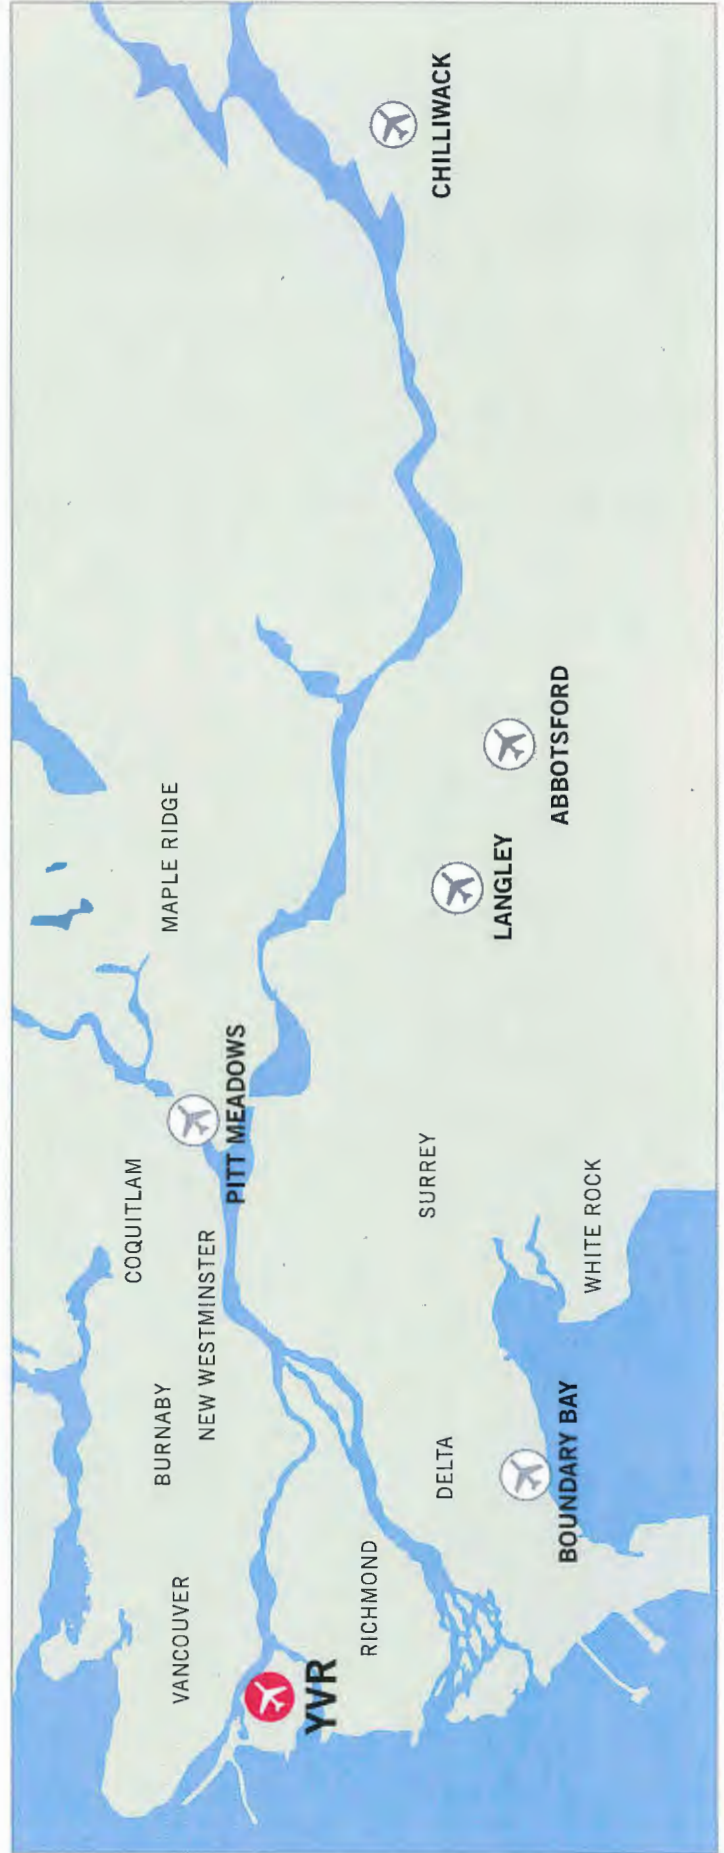 VANCOUVER
BURNABY
COQUITLAM
MAPLE RIDGE
NEW WESTMINSTER
PITT MEADOWS
YVR
RICHMOND
DELTA
SURREY
LANGLEY
CHILLIWACK
BOUNDARY BAY
WHITE ROCK
ABBOTSFORD